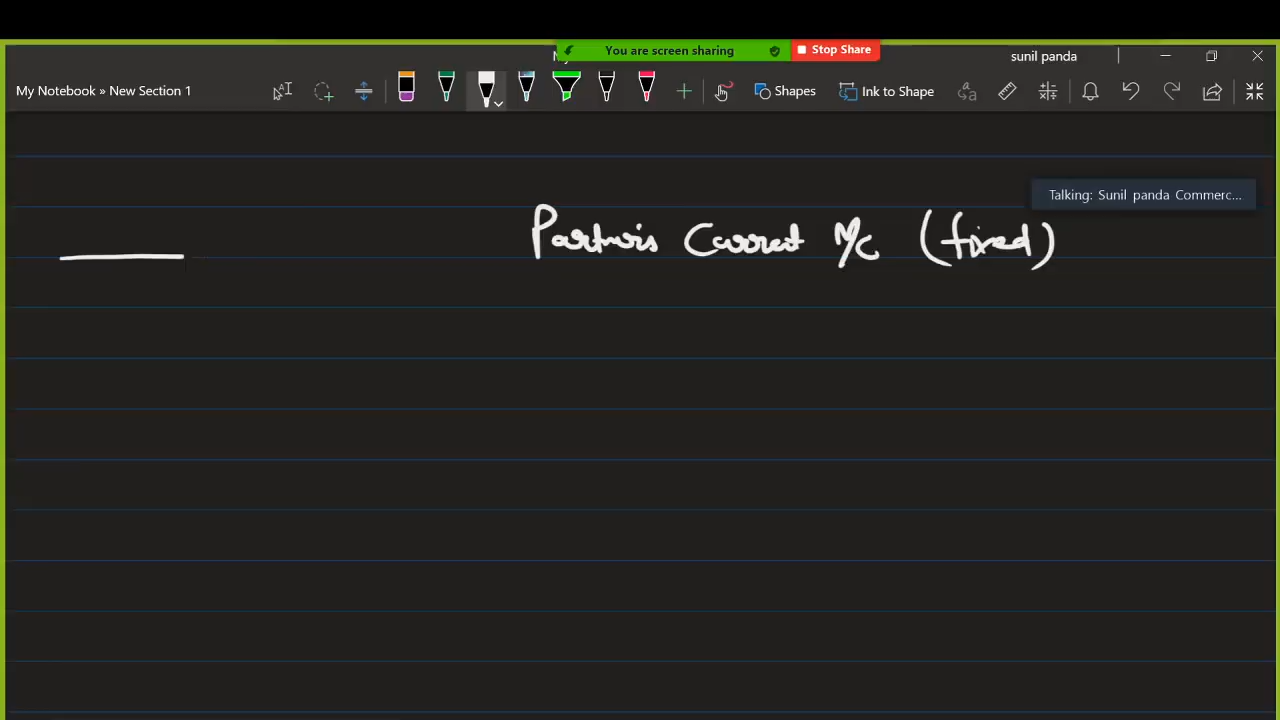 You are screen sharing
Stop Share
sunil panda
My Notebook » New Section 1
Shapes
Ink to Shape
Talking: Sunil panda Commerc...
Partners Current A/C (fixed)